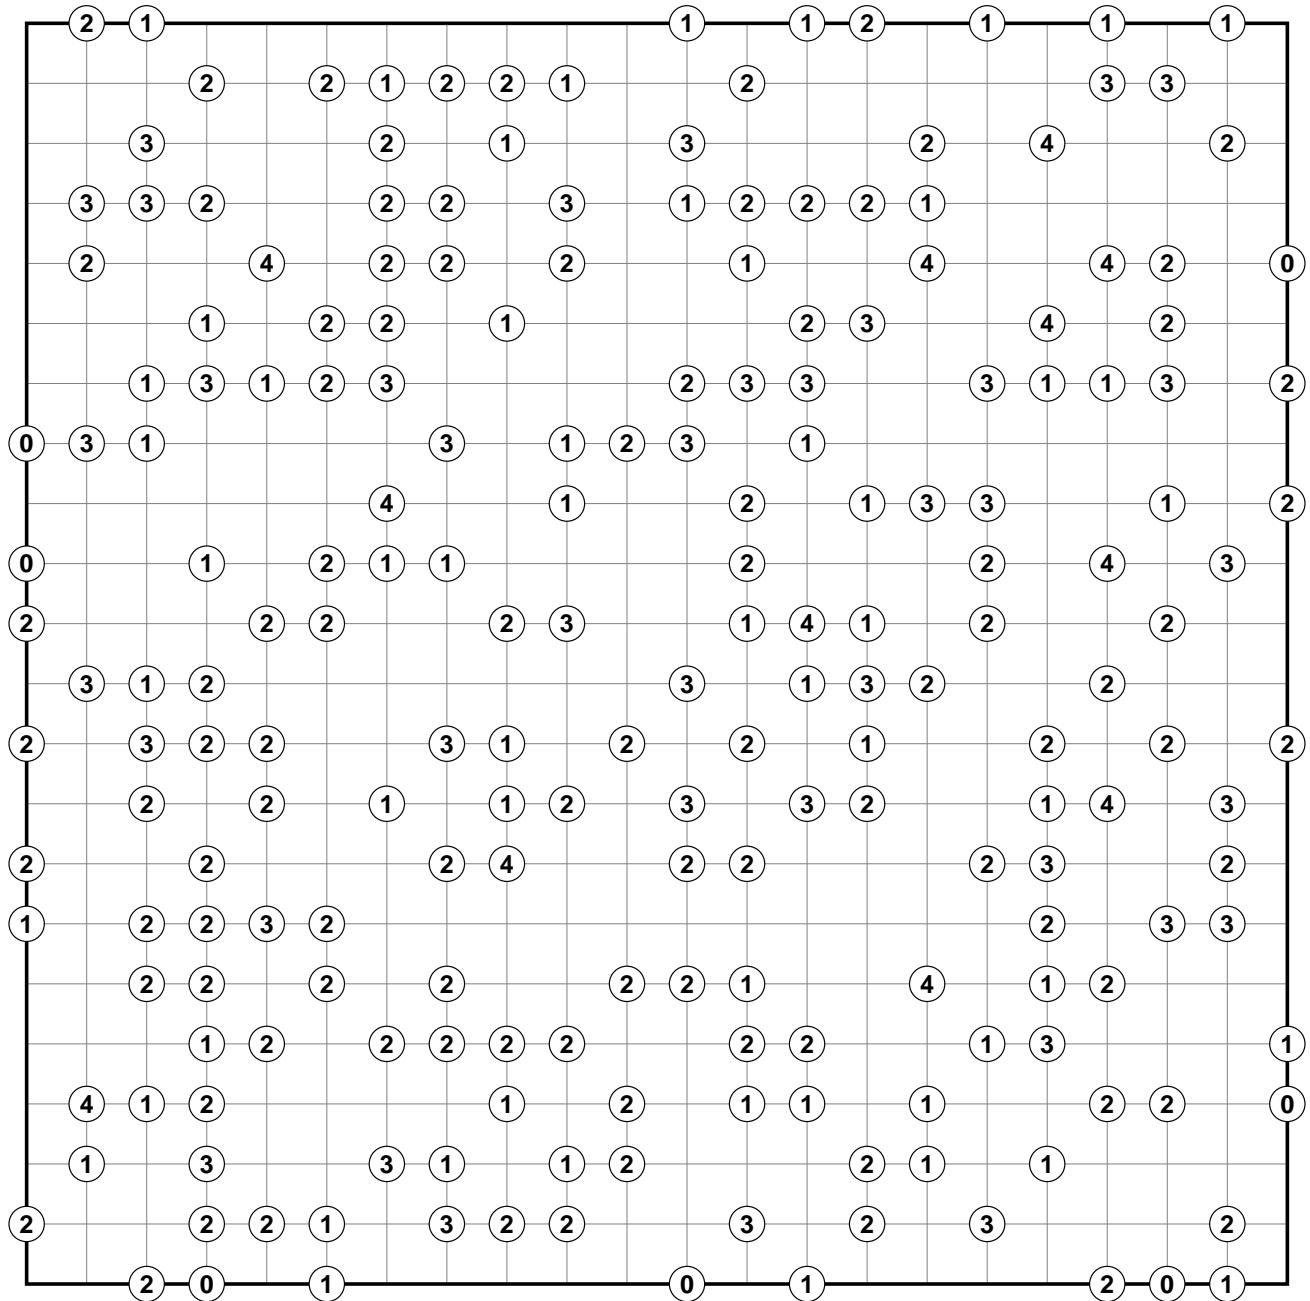 2 1 1 1 2 1 1 1
2 2 1 2 2 1 2 3 3
3 2 1 3 2 4 2
3 3 2 2 2 3 1 2 2 2 1
2 4 2 2 2 1 4 4 2 0
1 2 2 1 2 3 4 2
1 3 1 2 3 2 3 3 3 1 1 3 2
0 3 1 3 1 2 3 1
4 1 2 1 3 3 1 2
0 1 2 1 1 2 2 4 3
2 2 2 2 3 1 4 1 2 2
3 1 2 3 1 3 2 2
2 3 2 2 3 1 2 2 1 2 2 2
2 2 1 1 2 3 3 2 1 4 3
2 2 2 4 2 2 2 3 2
1 2 2 3 2 2 3 3
2 2 2 2 2 2 1 4 1 2
1 2 2 2 2 2 2 2 1 3 1
4 1 2 1 2 1 1 1 2 2 0
1 3 3 1 1 2 2 1 1
2 2 2 1 3 2 2 3 2 3 2
2 0 1 0 1 2 0 1